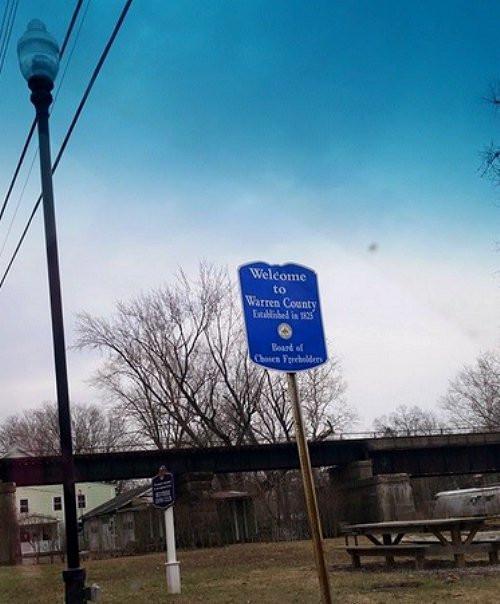 Welcome
to
Warren County
Established in 1825
Board of
Chosen Freeholders